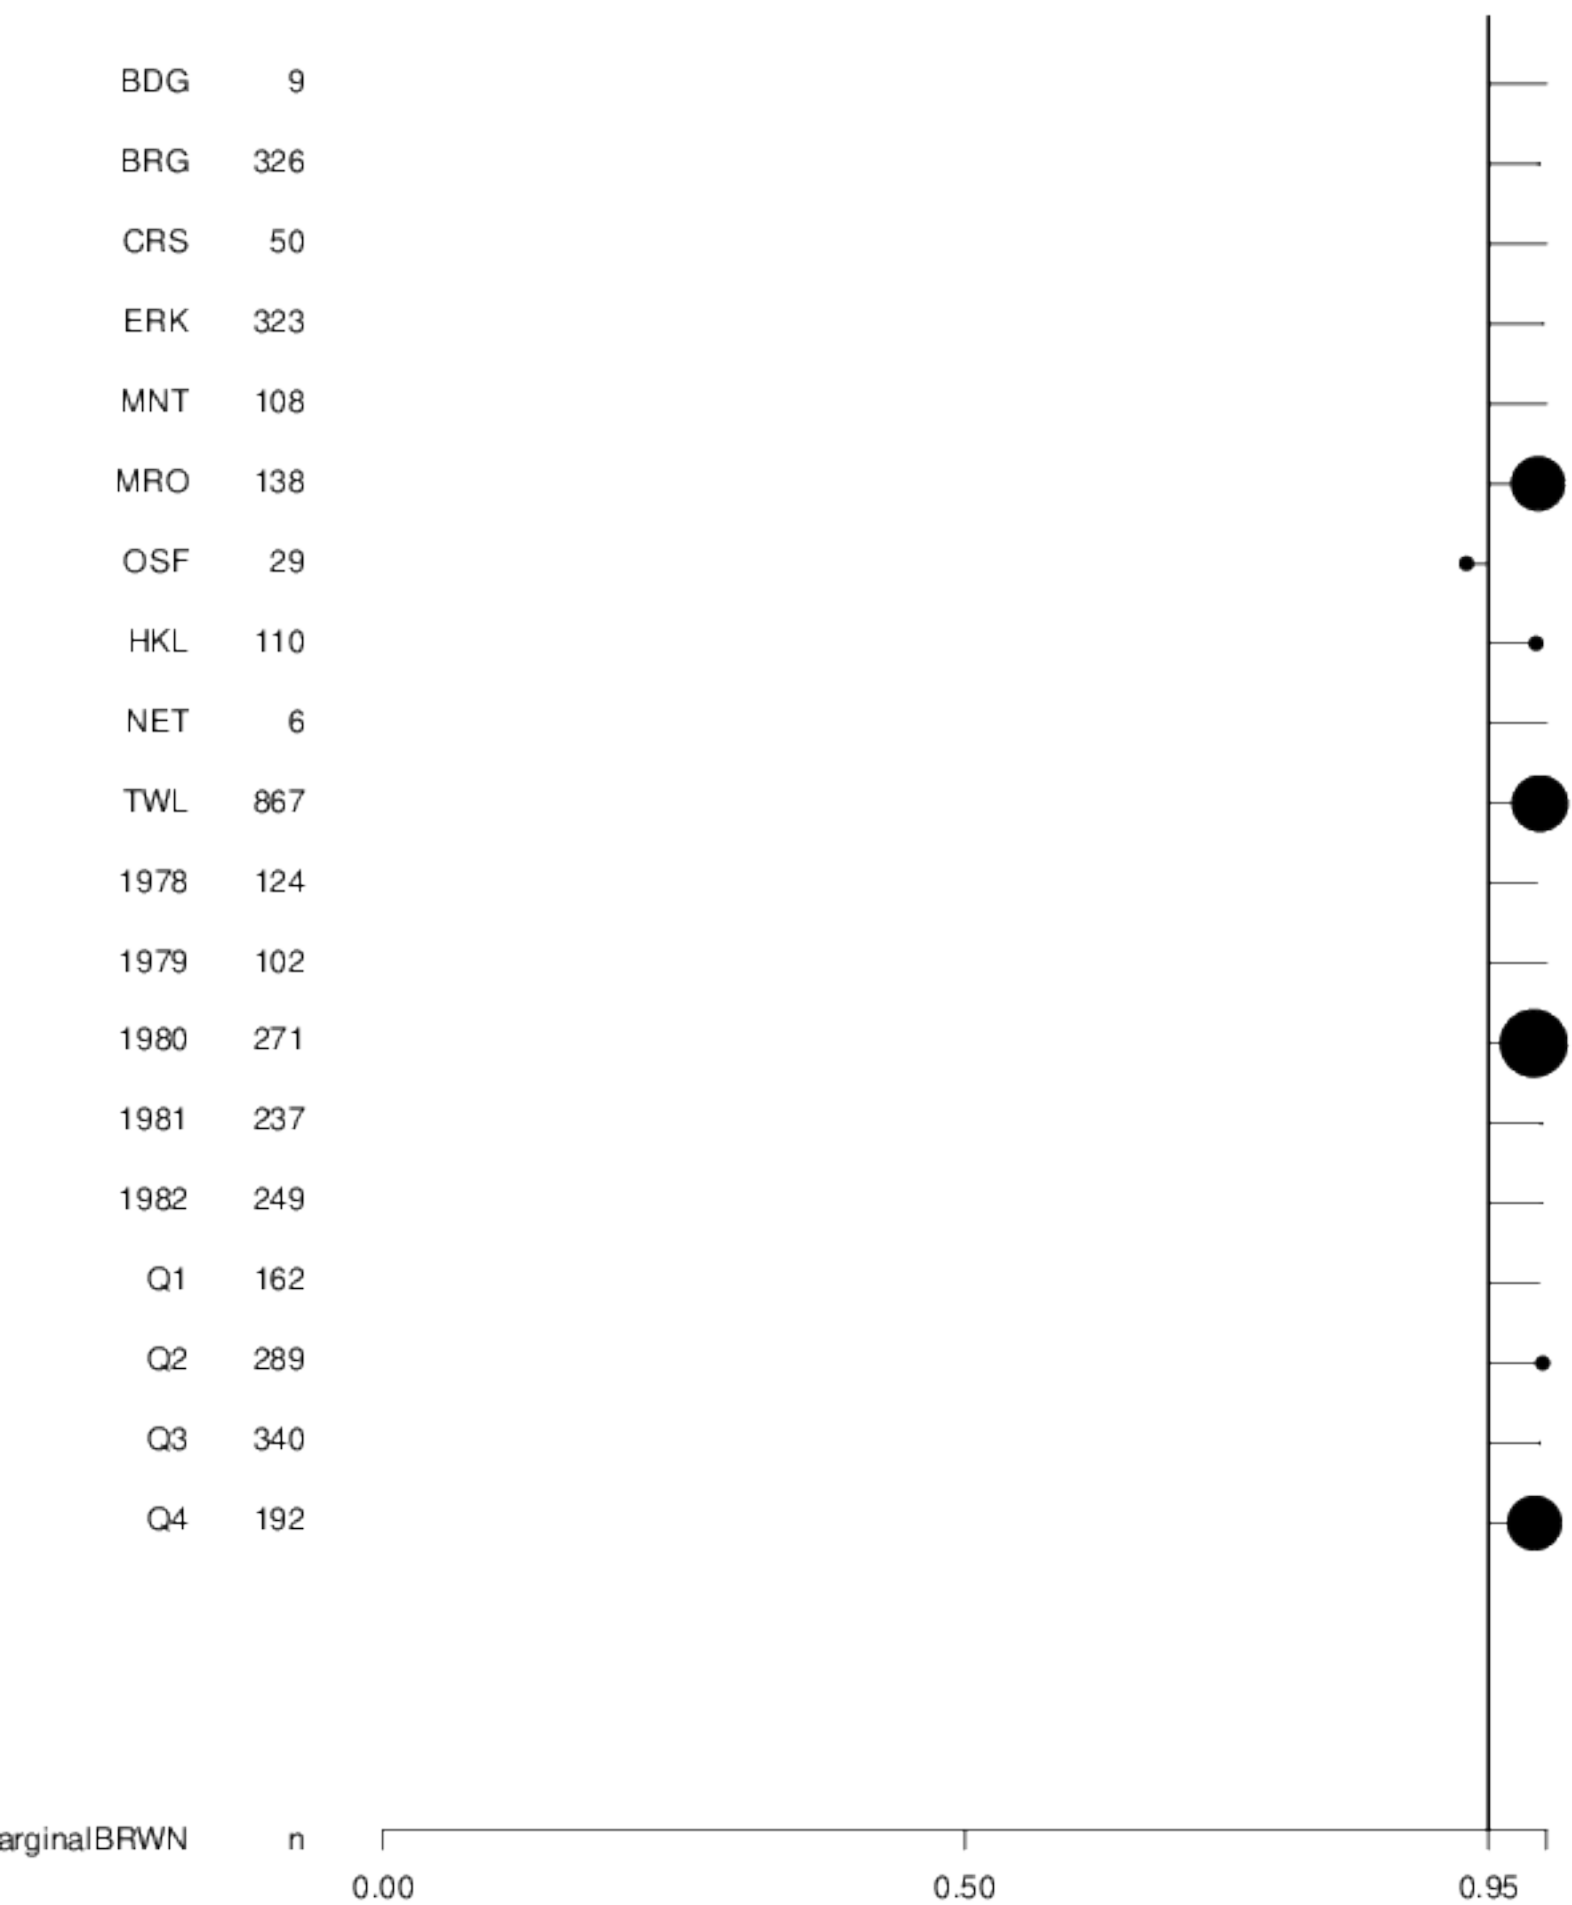 BDG 9
BRG 326
CRS 50
ERK 323
MNT 108
MRO 138
OSF 29
HKL 110
NET 6
TWL 867
1978 124
1979 102
1980 271
1981 237
1982 249
Q1 162
Q2 289
Q3 340
Q4 192
arginalBRWN n
0.00 0.50 0.95